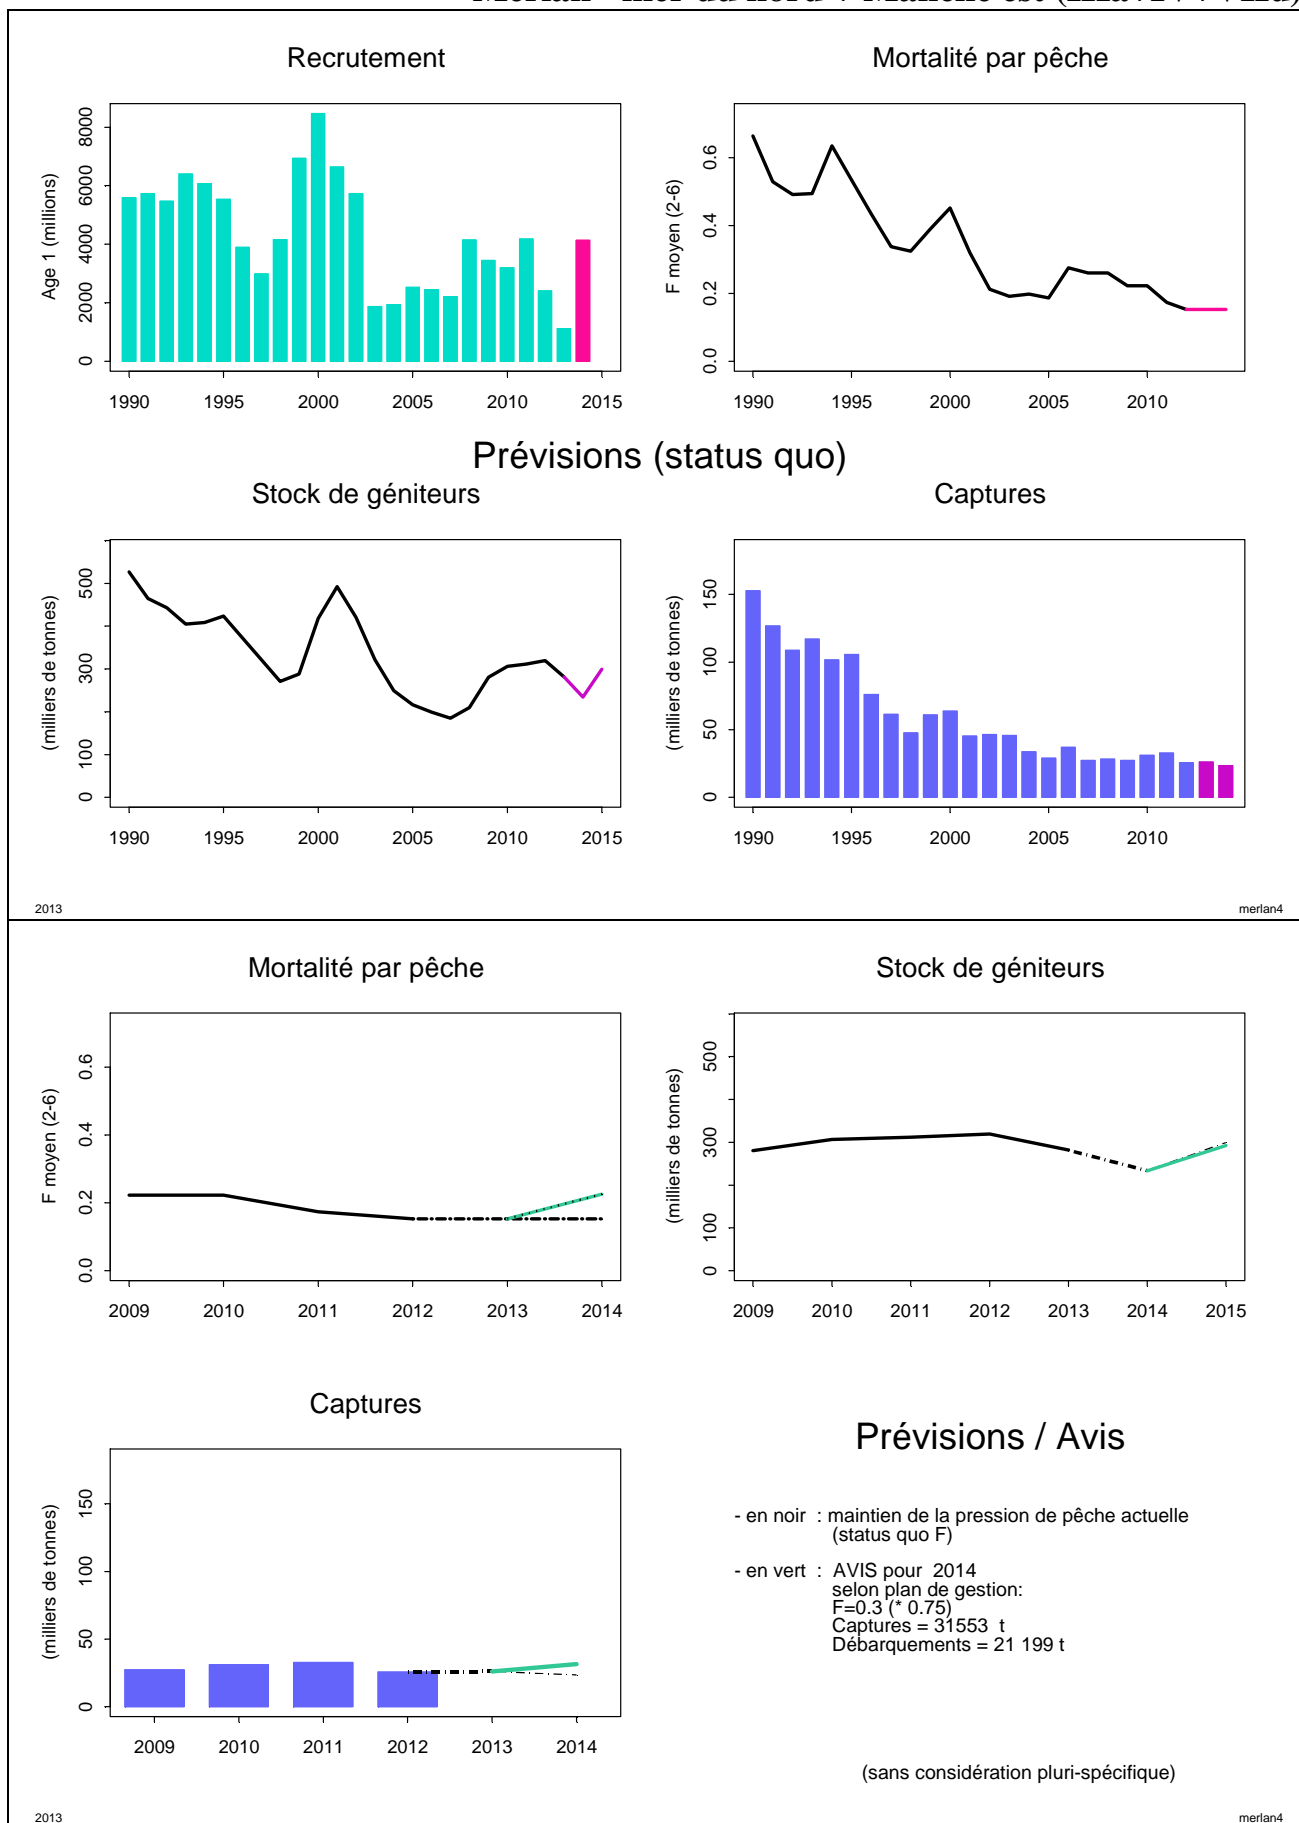 Recrutement
Age 1 (millions)
0 2000 4000 6000 8000
1990 1995 2000 2005 2010 2015
Mortalité par pêche
F moyen (2-6)
0.0 0.2 0.4 0.6
1990 1995 2000 2005 2010
Prévisions (status quo)
Stock de géniteurs
(milliers de tonnes)
0 100 300 500
1990 1995 2000 2005 2010 2015
Captures
(milliers de tonnes)
0 50 100 150
1990 1995 2000 2005 2010
2013
merlan4
Mortalité par pêche
F moyen (2-6)
0.0 0.2 0.4 0.6
2009 2010 2011 2012 2013 2014
Stock de géniteurs
(milliers de tonnes)
0 100 300 500
2009 2010 2011 2012 2013 2014 2015
Captures
(milliers de tonnes)
0 50 100 150
2009 2010 2011 2012 2013 2014
Prévisions / Avis
- en noir : maintien de la pression de pêche actuelle
(status quo F)
- en vert : AVIS pour 2014
selon plan de gestion:
F=0.3 (* 0.75)
Captures = 31553 t
Débarquements = 21 199 t
(sans considération pluri-spécifique)
2013
merlan4